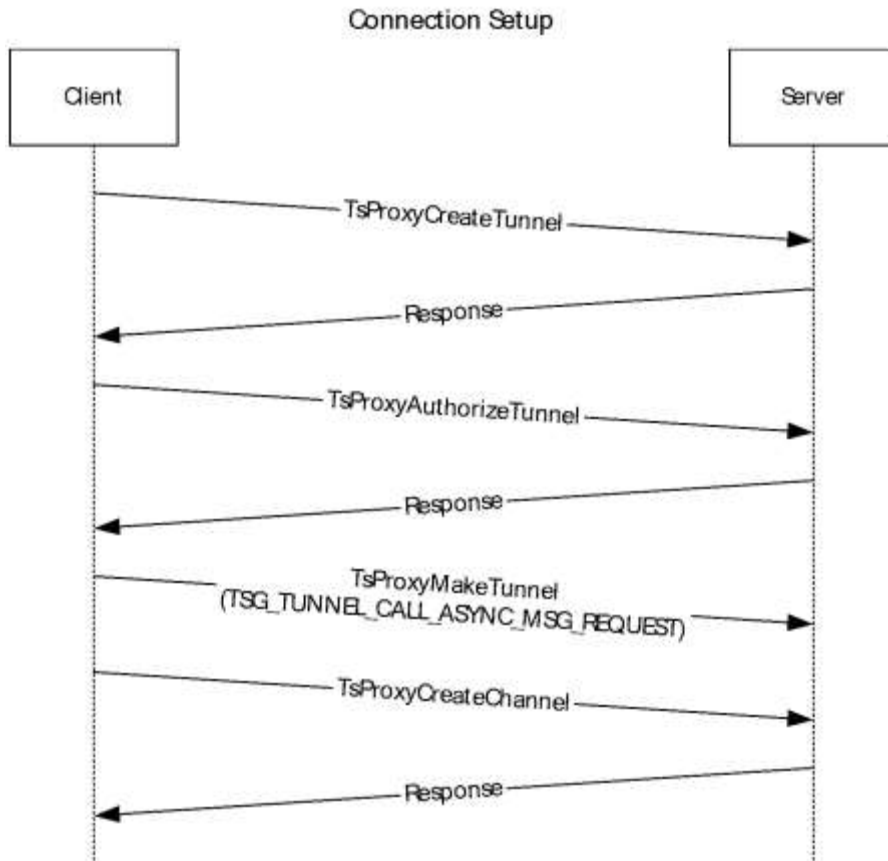 Connection Setup
Client
Server
TsProxyCreateTunnel
Response
TsProxyAuthorizeTunnel
Response
TsProxyMakeTunnel
(TSG_TUNNEL_CALL_ASYNC_MSG_REQUEST)
TsProxyCreateChannel
Response